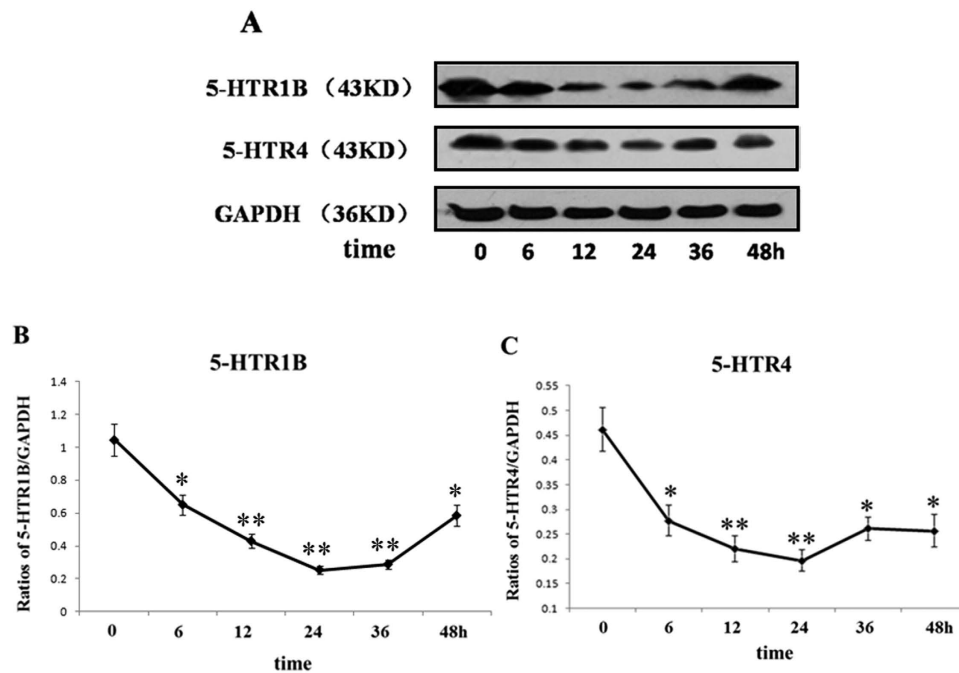 A
5-HTR1B （43KD）
5-HTR4（43KD）
GAPDH （36KD）
time 0 6 12 24 36 48h
B
5-HTR1B
Ratios of 5-HTR1B/GAPDH
1.4
1.2
1
0.8
0.6
0.4
0.2
0
*
**
**
**
*
0 6 12 24 36 48h
time
C
5-HTR4
Ratios of 5-HTR4/GAPDH
0.55
0.5
0.45
0.4
0.35
0.3
0.25
0.2
0.15
0.1
*
**
**
*
*
0 6 12 24 36 48h
time